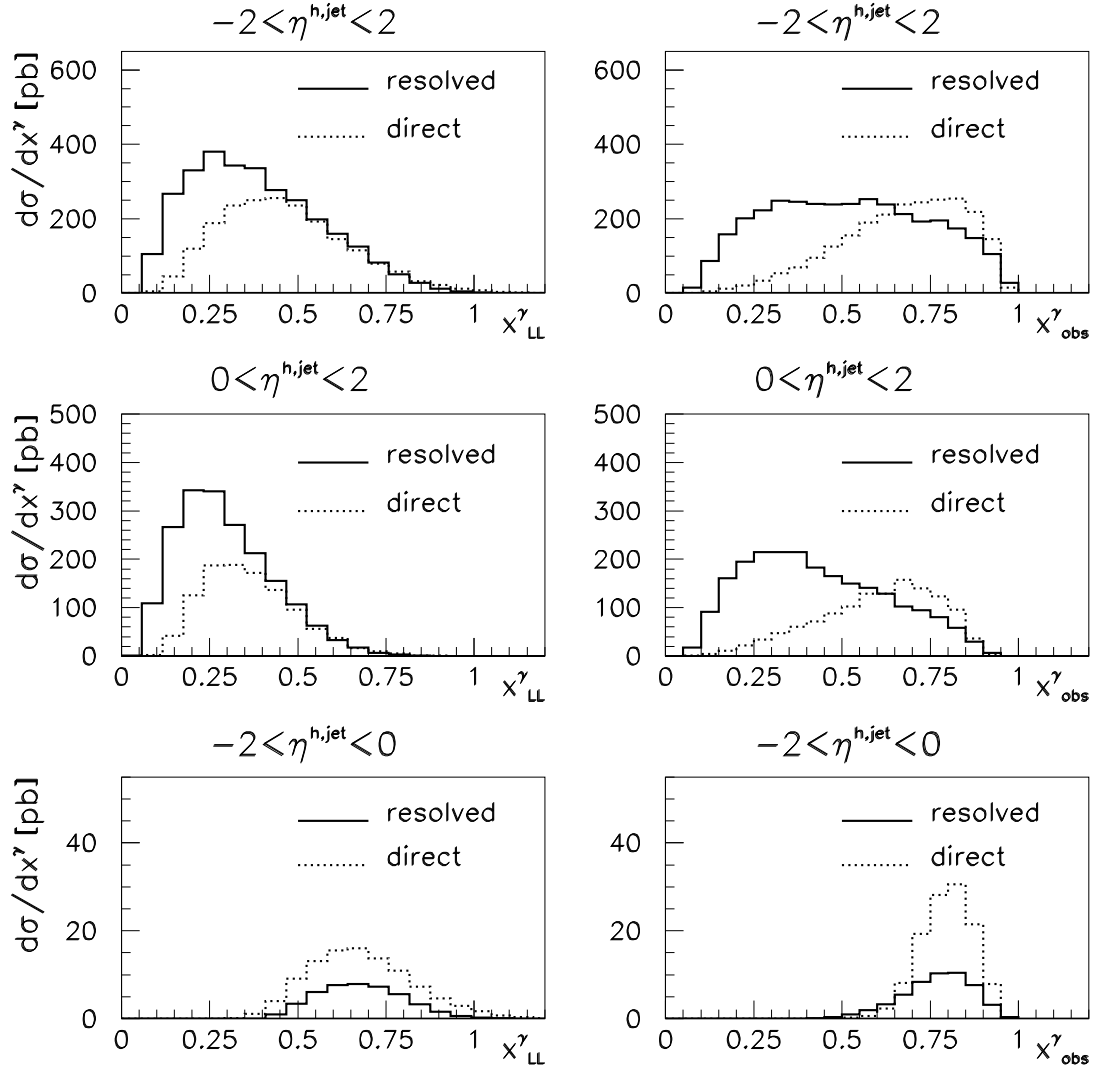 −2<η^h,jet<2
dσ/dx^γ [pb]
600
400
200
0
resolved
direct
0 0.25 0.5 0.75 1 x^γ_LL
−2<η^h,jet<2
600
400
200
0
resolved
direct
0 0.25 0.5 0.75 1 x^γ_obs
0<η^h,jet<2
dσ/dx^γ [pb]
500
400
300
200
100
0
resolved
direct
0 0.25 0.5 0.75 1 x^γ_LL
0<η^h,jet<2
500
400
300
200
100
0
resolved
direct
0 0.25 0.5 0.75 1 x^γ_obs
−2<η^h,jet<0
dσ/dx^γ [pb]
40
20
0
resolved
direct
0 0.25 0.5 0.75 1 x^γ_LL
−2<η^h,jet<0
40
20
0
resolved
direct
0 0.25 0.5 0.75 1 x^γ_obs